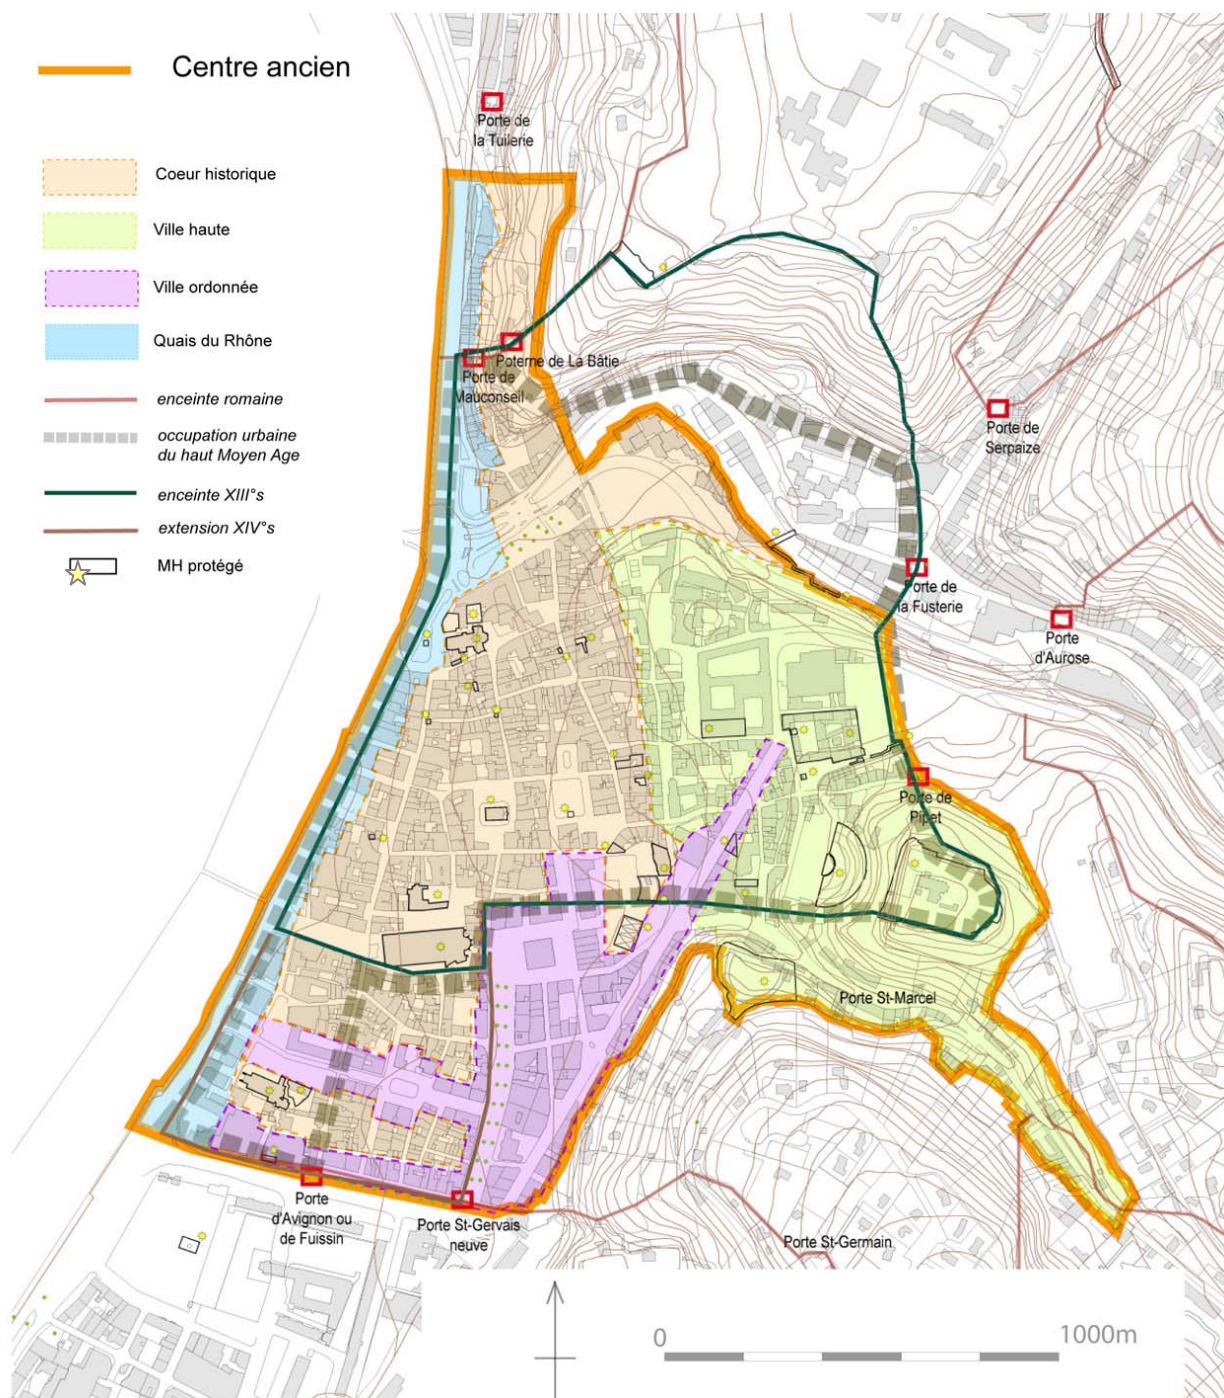 Centre ancien
Coeur historique
Ville haute
Ville ordonnée
Quais du Rhône
enceinte romaine
occupation urbaine
du haut Moyen Age
enceinte XIII°s
extension XIV°s
MH protégé
Porte de
la Tuilerie
Poterne de La Bâtie
Porte de
Mauconseil
Porte de
Serpaize
Porte de
la Fusterie
Porte
d'Aurose
Porte de
Pipet
Porte St-Marcel
Porte
d'Avignon ou
de Fuissin
Porte St-Gervais
neuve
Porte St-Germain
0
1000m